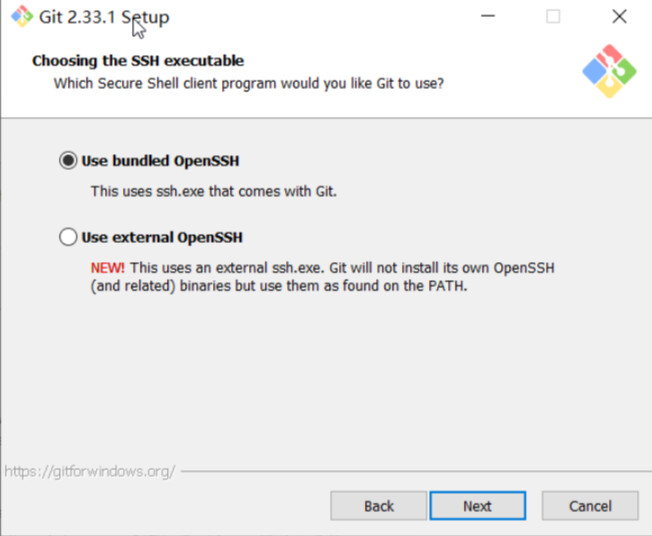 Git 2.33.1 Setup
Choosing the SSH executable
Which Secure Shell client program would you like Git to use?
Use bundled OpenSSH
This uses ssh.exe that comes with Git.
Use external OpenSSH
NEW! This uses an external ssh.exe. Git will not install its own OpenSSH
(and related) binaries but use them as found on the PATH.
https://gitforwindows.org/
Back
Next
Cancel